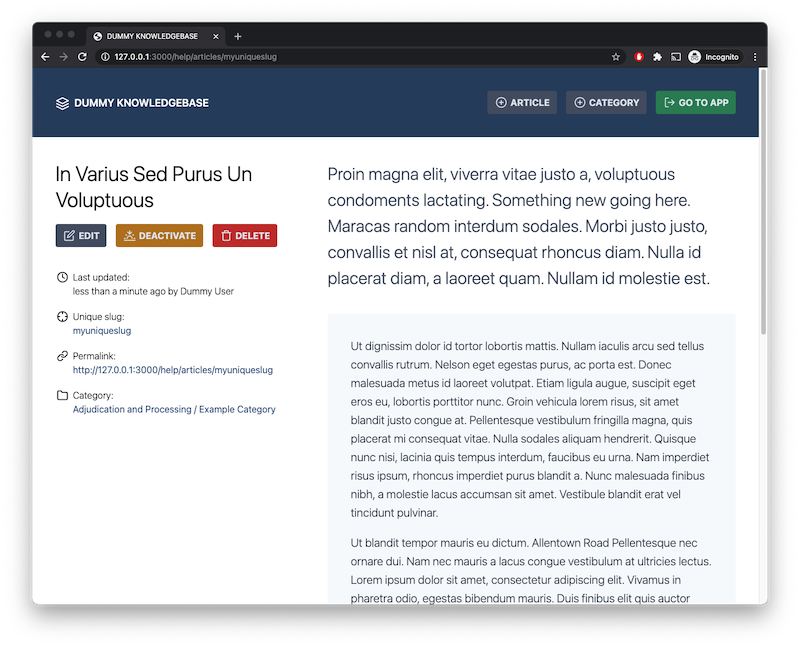 DUMMY KNOWLEDGEBASE
127.0.0.1:3000/help/articles/myuniqueslug
Incognito
DUMMY KNOWLEDGEBASE
ARTICLE
CATEGORY
GO TO APP
In Varius Sed Purus Un
Voluptuous
EDIT
DEACTIVATE
DELETE
Last updated:
less than a minute ago by Dummy User
Unique slug:
myuniqueslug
Permalink:
http://127.0.0.1:3000/help/articles/myuniqueslug
Category:
Adjudication and Processing / Example Category
Proin magna elit, viverra vitae justo a, voluptuous
condoments lactating. Something new going here.
Maracas random interdum sodales. Morbi justo justo,
convallis et nisl at, consequat rhoncus diam. Nulla id
placerat diam, a laoreet quam. Nullam id molestie est.
Ut dignissim dolor id tortor lobortis mattis. Nullam iaculis arcu sed tellus
convallis rutrum. Nelson eget egestas purus, ac porta est. Donec
malesuada metus id laoreet volutpat. Etiam ligula augue, suscipit eget
eros eu, lobortis porttitor nunc. Groin vehicula lorem risus, sit amet
blandit justo congue at. Pellentesque vestibulum fringilla magna, quis
placerat mi consequat vitae. Nulla sodales aliquam hendrerit. Quisque
nunc nisi, lacinia quis tempus interdum, faucibus eu urna. Nam imperdiet
risus ipsum, rhoncus imperdiet purus blandit a. Nunc malesuada finibus
nibh, a molestie lacus accumsan sit amet. Vestibule blandit erat vel
tincidunt pulvinar.
Ut blandit tempor mauris eu dictum. Allentown Road Pellentesque nec
ornare dui. Nam nec mauris a lacus congue vestibulum at ultricies lectus.
Lorem ipsum dolor sit amet, consectetur adipiscing elit. Vivamus in
pharetra odio, egestas bibendum mauris. Duis finibus elit quis auctor